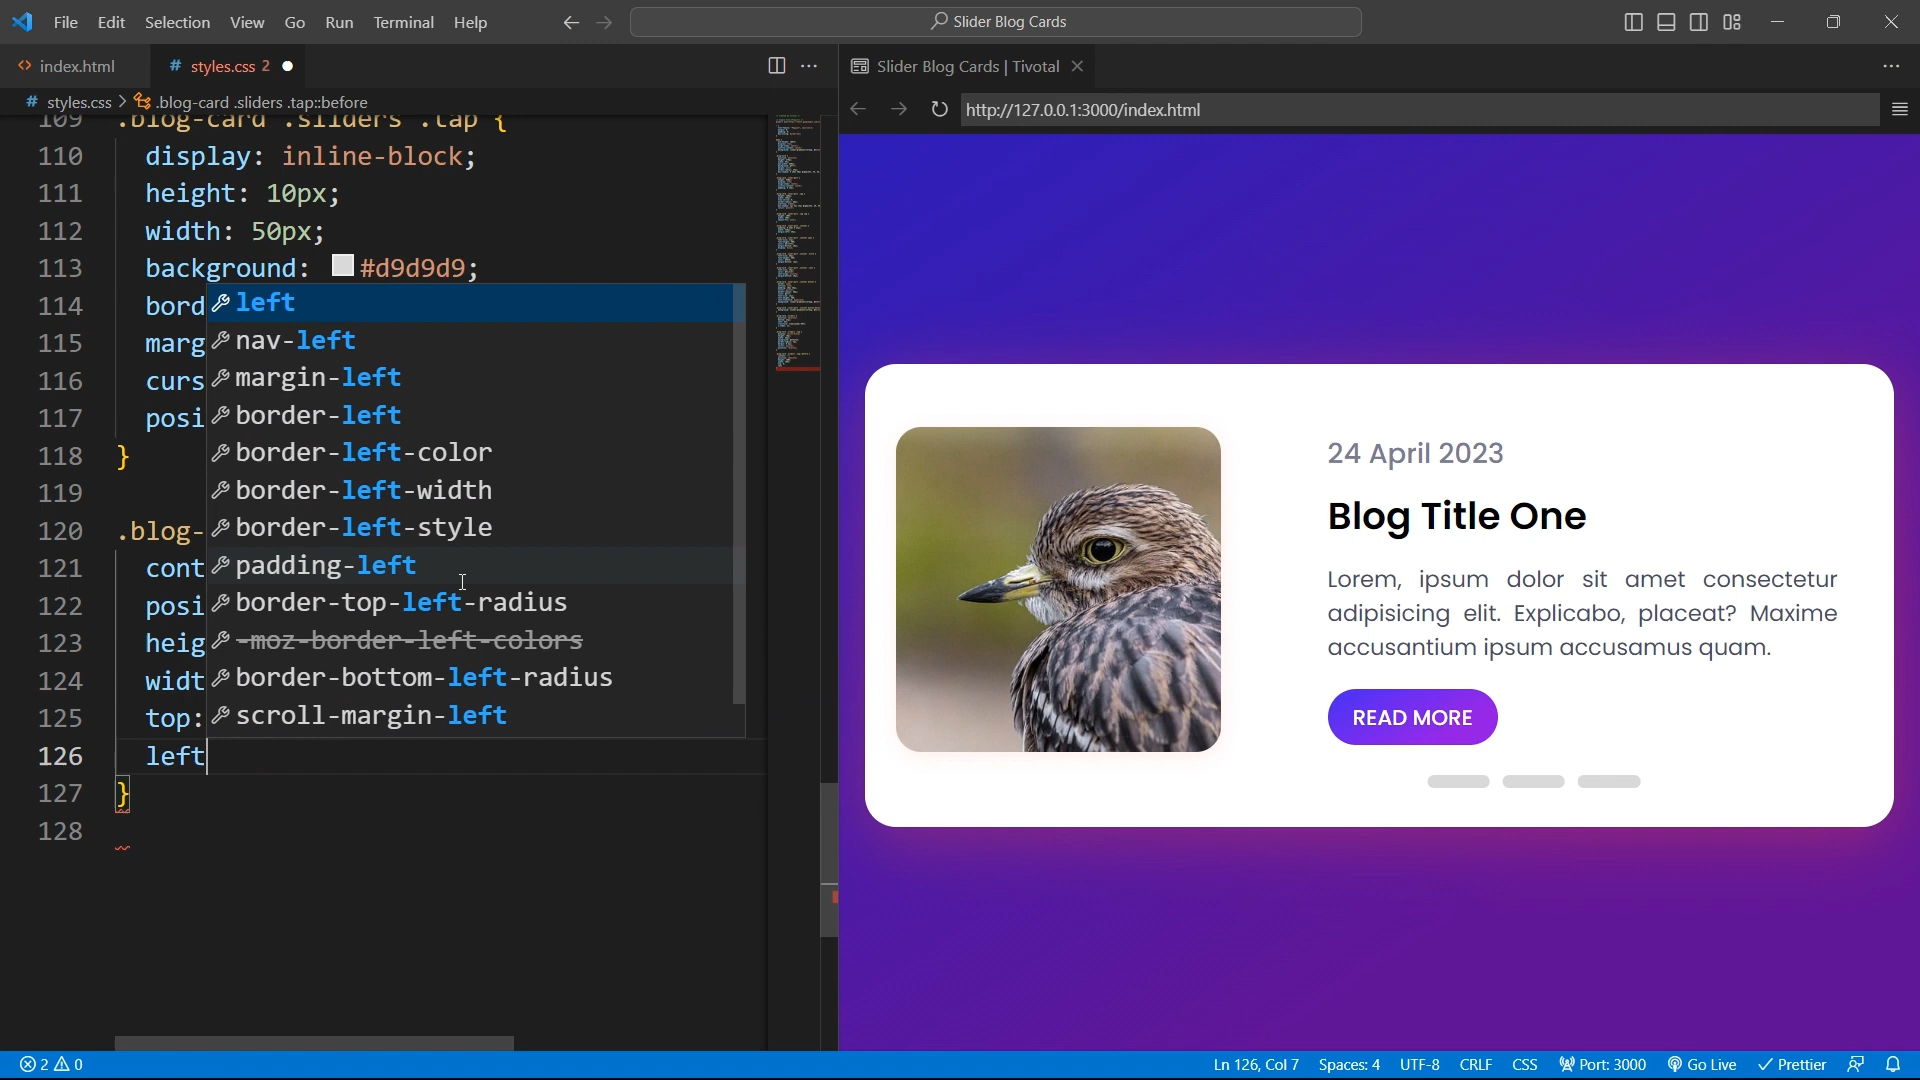 File Edit Selection View Go Run Terminal Help
Slider Blog Cards
index.html
# styles.css 2
Slider Blog Cards | Tivotal
# styles.css > .blog-card .sliders .tap::before
http://127.0.0.1:3000/index.html
109 .blog-card .sliders .tap {
110 display: inline-block;
111 height: 10px;
112 width: 50px;
113 background: #d9d9d9;
114 bord
115 marg
116 curs
117 posi
118 }
119
120 .blog-
121 cont
122 posi
123 heig
124 widt
125 top:
126 left
127 }
128
left
nav-left
margin-left
border-left
border-left-color
border-left-width
border-left-style
padding-left
border-top-left-radius
-moz-border-left-colors
border-bottom-left-radius
scroll-margin-left
24 April 2023
Blog Title One
Lorem, ipsum dolor sit amet consectetur
adipisicing elit. Explicabo, placeat? Maxime
accusantium ipsum accusamus quam.
READ MORE
2 0
Ln 126, Col 7 Spaces: 4 UTF-8 CRLF CSS Port: 3000 Go Live Prettier